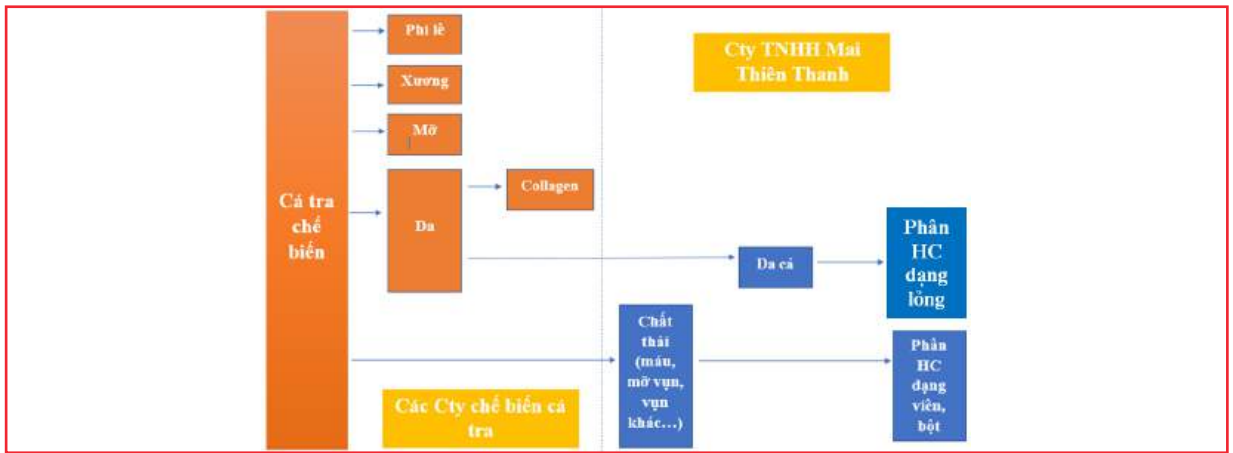 Phi lê
Xương
Mỡ
Cty TNHH Mai
Thiên Thanh
Cá tra
chế
biến
Da
Collagen
Da cá
Phân
HC
dạng
lỏng
Chất
thải
(máu,
mỡ vụn,
vụn
khác...)
Phân
HC
dạng
viên,
bột
Các Cty chế biến cá
tra